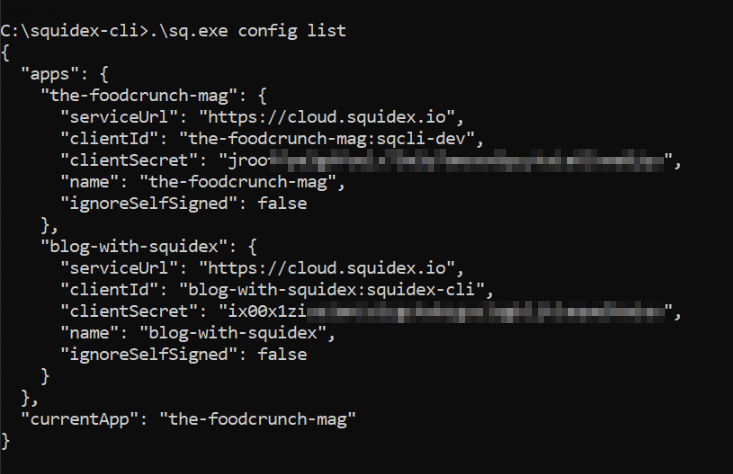 C:\squidex-cli>.\sq.exe config list
{
  "apps": {
    "the-foodcrunch-mag": {
      "serviceUrl": "https://cloud.squidex.io",
      "clientId": "the-foodcrunch-mag:sqcli-dev",
      "clientSecret": "jroo",
      "name": "the-foodcrunch-mag",
      "ignoreSelfSigned": false
    },
    "blog-with-squidex": {
      "serviceUrl": "https://cloud.squidex.io",
      "clientId": "blog-with-squidex:squidex-cli",
      "clientSecret": "ix00x1zi",
      "name": "blog-with-squidex",
      "ignoreSelfSigned": false
    }
  },
  "currentApp": "the-foodcrunch-mag"
}